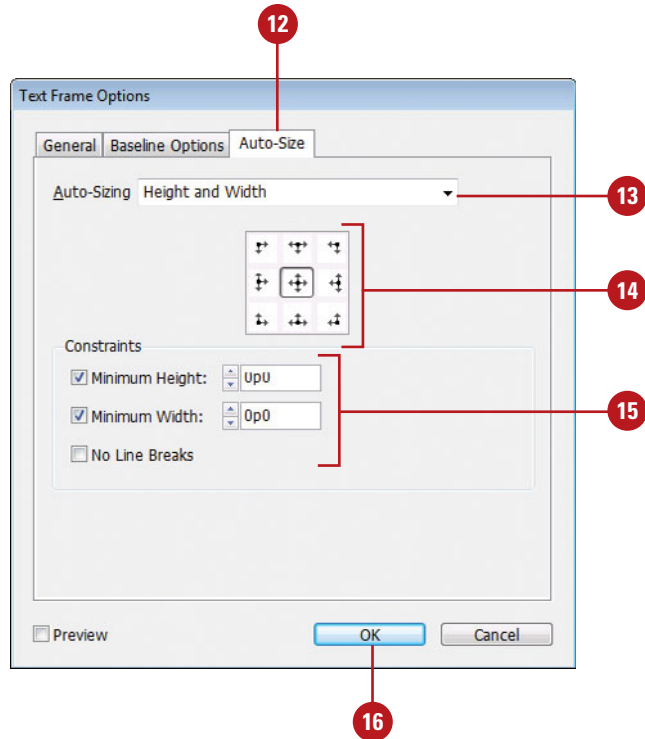 12
Text Frame Options
General Baseline Options Auto-Size
Auto-Sizing Height and Width
13
14
Constraints
Minimum Height: 0p0
Minimum Width: 0p0
15
No Line Breaks
Preview OK Cancel
16